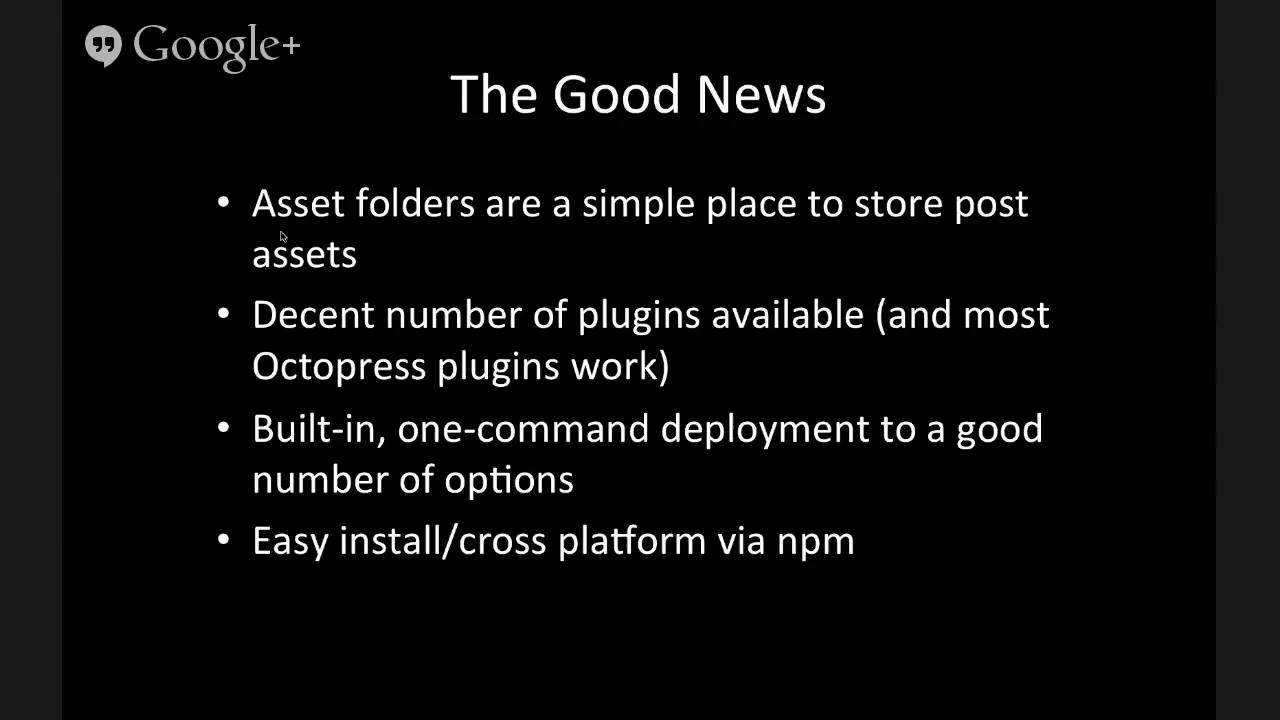 Google+
The Good News
• Asset folders are a simple place to store post
assets
• Decent number of plugins available (and most
Octopress plugins work)
• Built-in, one-command deployment to a good
number of options
• Easy install/cross platform via npm